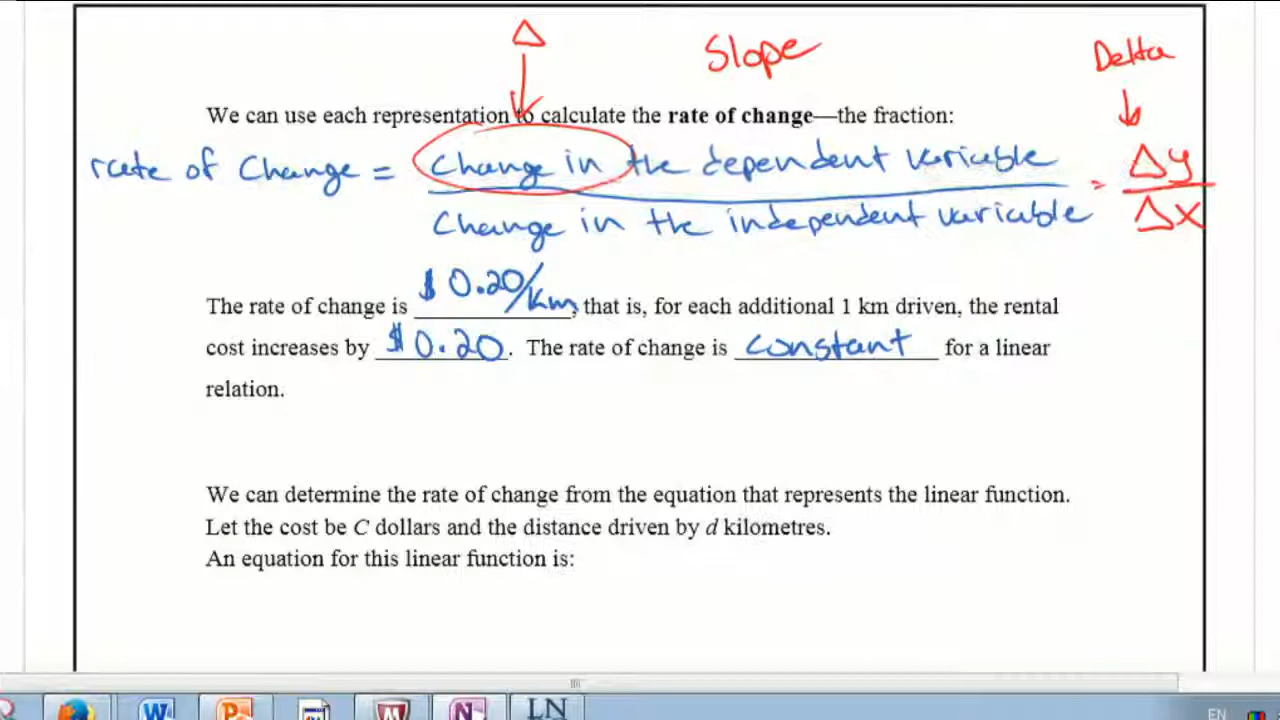 Δ Slope Delta
We can use each representation to calculate the rate of change—the fraction:
rate of Change = Change in the dependent variable = Δy
Change in the independent variable Δx
$0.20/km
The rate of change is ____, that is, for each additional 1 km driven, the rental
cost increases by $0.20. The rate of change is constant for a linear
relation.
We can determine the rate of change from the equation that represents the linear function.
Let the cost be C dollars and the distance driven by d kilometres.
An equation for this linear function is:
W P N LN
EN